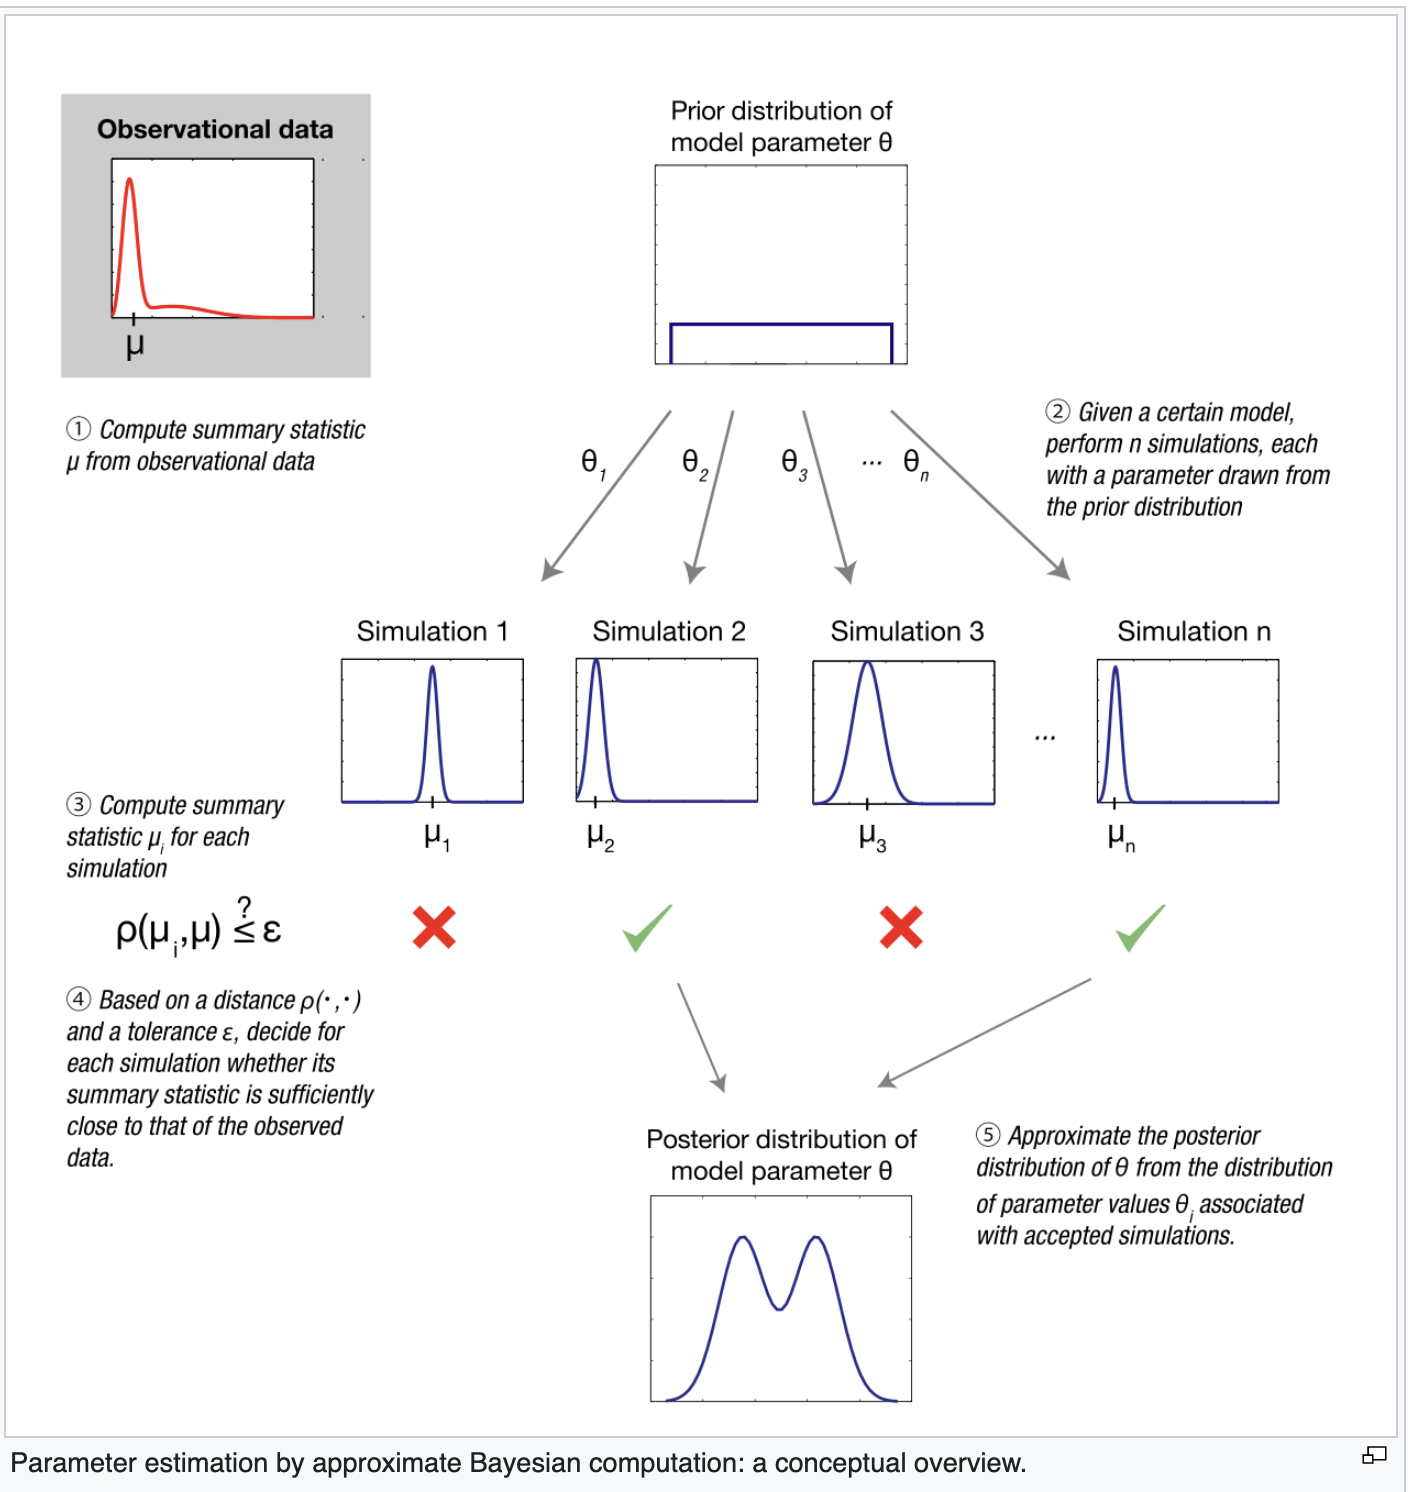 Observational data
μ
① Compute summary statistic
μ from observational data
Prior distribution of
model parameter θ
② Given a certain model,
perform n simulations, each
with a parameter drawn from
the prior distribution
θ1 θ2 θ3 ... θn
Simulation 1
Simulation 2
Simulation 3
Simulation n
...
μ1
μ2
μ3
μn
③ Compute summary
statistic μi for each
simulation
ρ(μi,μ) ≤? ε
④ Based on a distance ρ(·,·)
and a tolerance ε, decide for
each simulation whether its
summary statistic is sufficiently
close to that of the observed
data.
Posterior distribution of
model parameter θ
⑤ Approximate the posterior
distribution of θ from the distribution
of parameter values θi associated
with accepted simulations.
Parameter estimation by approximate Bayesian computation: a conceptual overview.